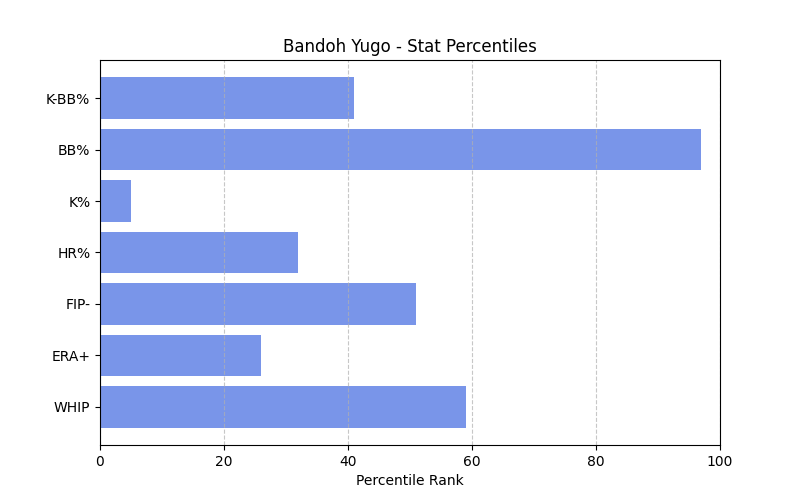 Bandoh Yugo - Stat Percentiles
K-BB%
BB%
K%
HR%
FIP-
ERA+
WHIP
0 20 40 60 80 100
Percentile Rank